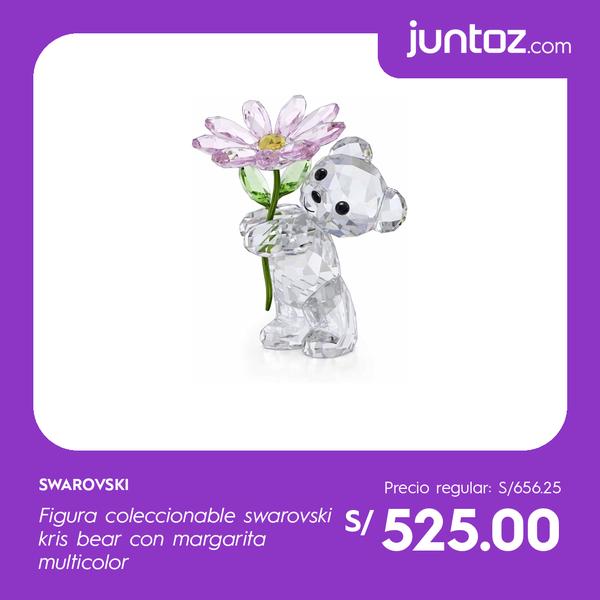 juntoz.com
SWAROVSKI
Figura coleccionable swarovski
kris bear con margarita
multicolor
Precio regular: S/656.25
S/ 525.00